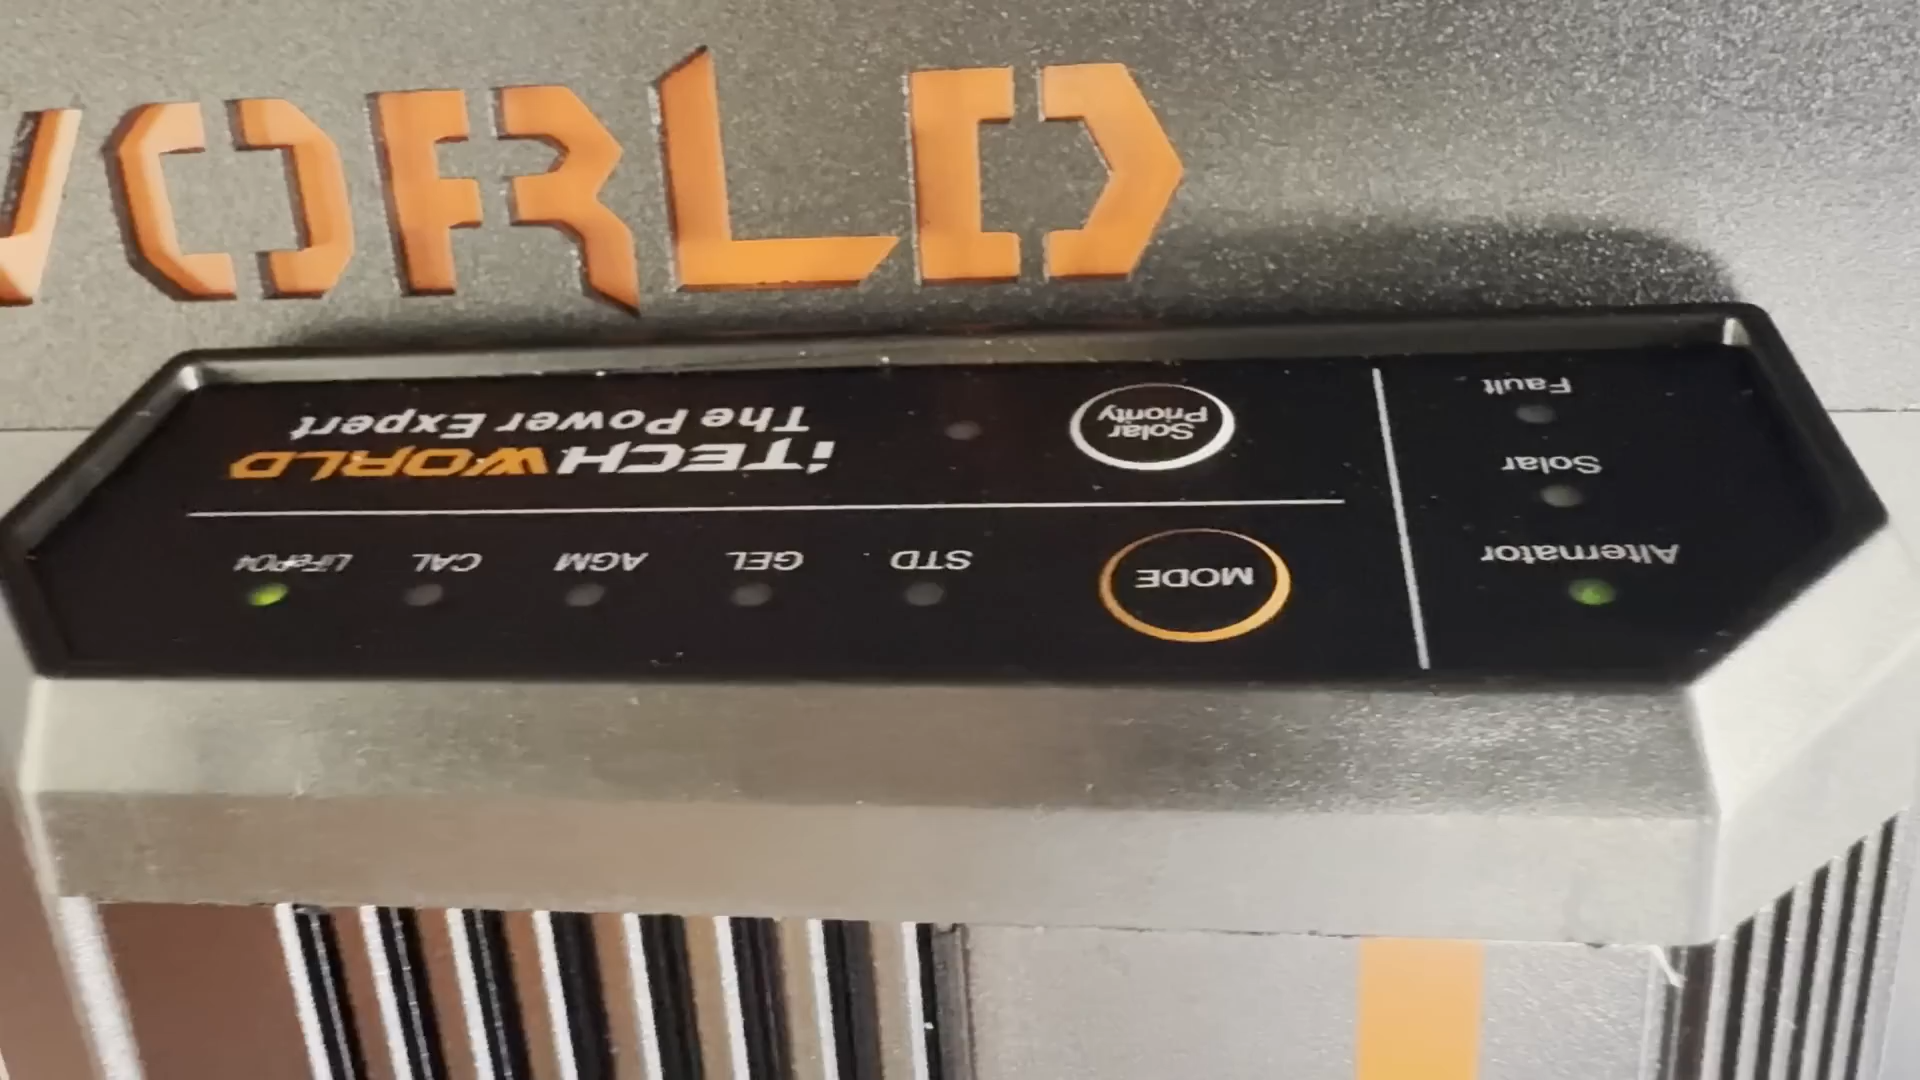 WORLD
Alternator
Solar
Fault
MODE
STD
GEL
AGM
CAL
LiFePO4
Solar
Priority
iTECHWORLD
The Power Expert